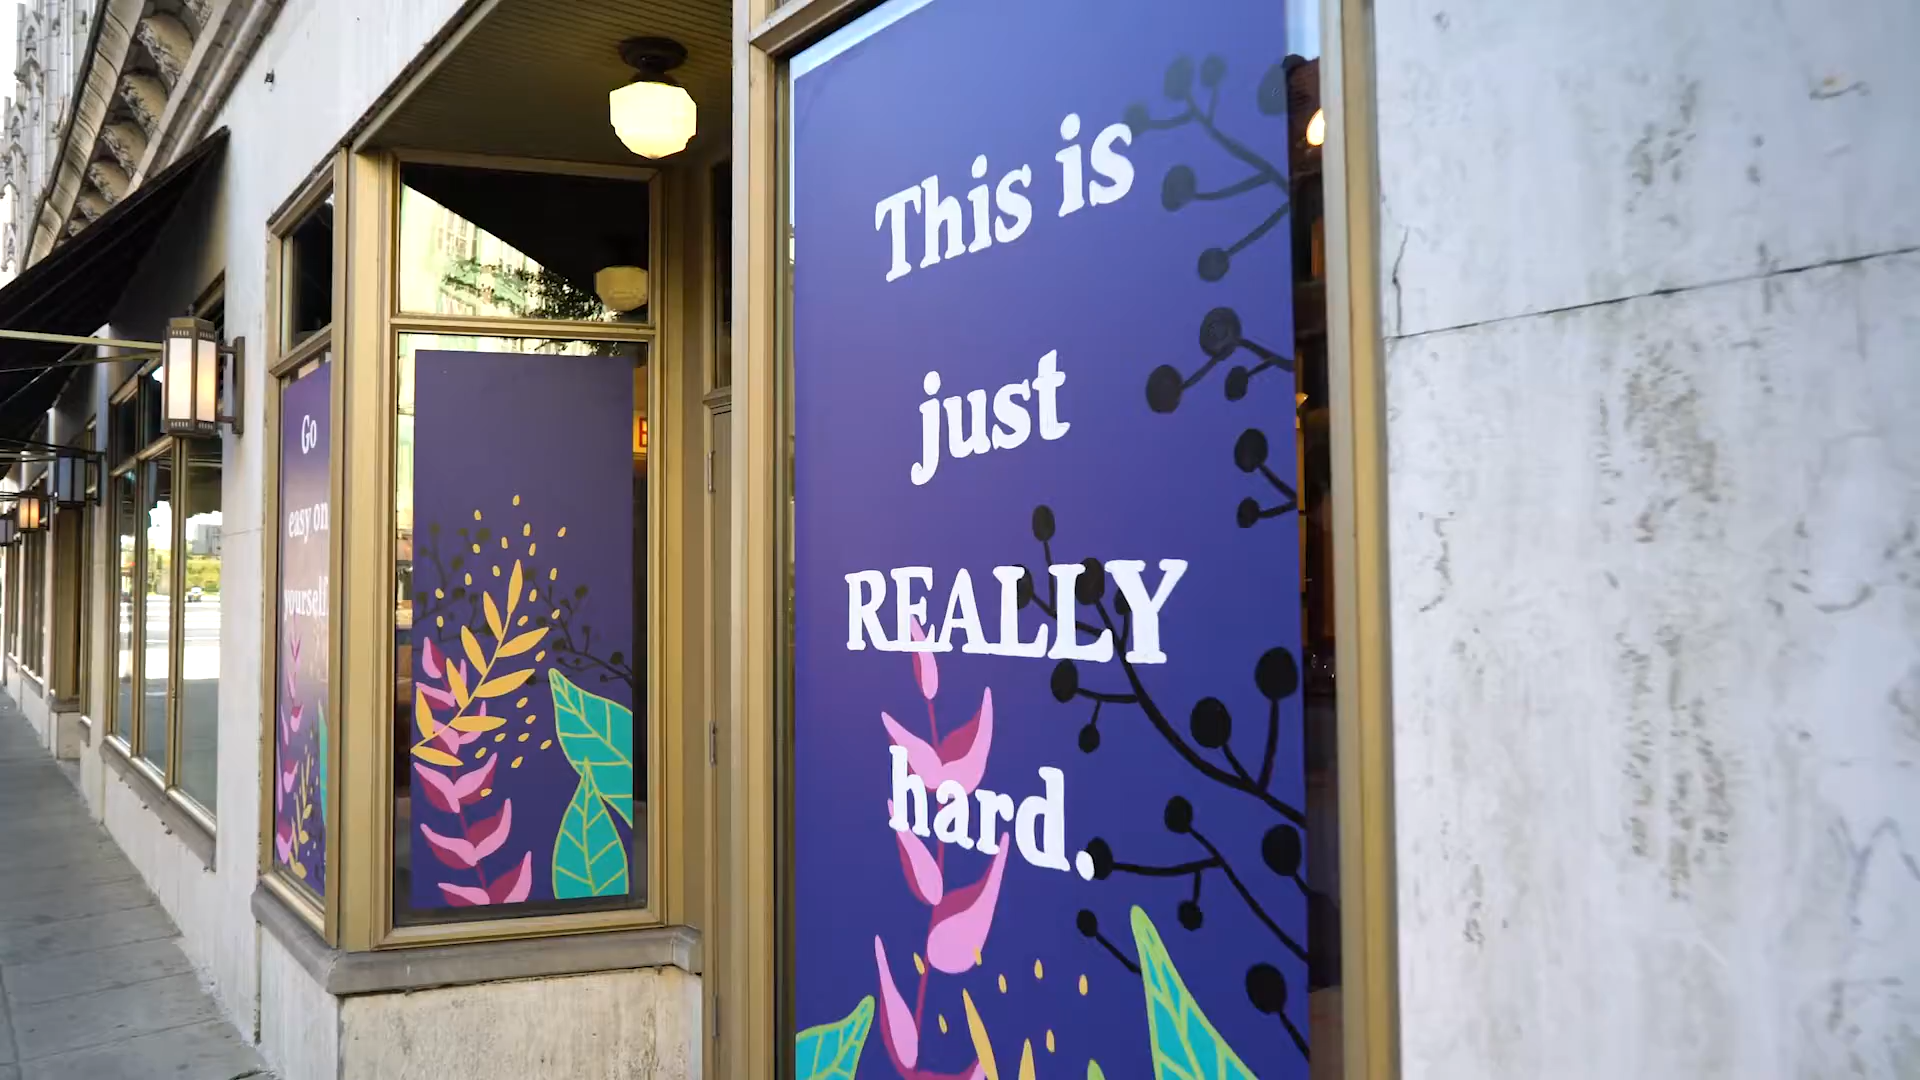 Go
easy on
yourself.
This is
just
REALLY
hard.